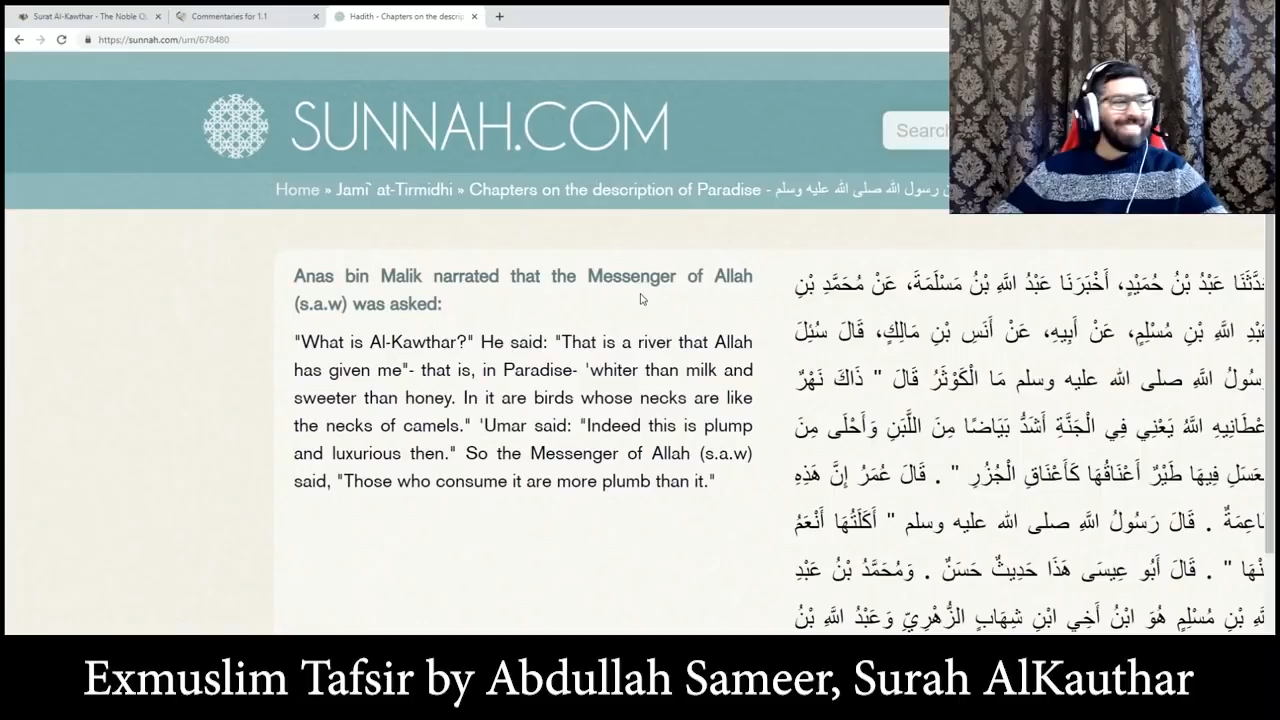 Surat Al-Kawthar - The Noble Q
Commentaries for 1.1
Hadith - Chapters on the descrip
https://sunnah.com/urn/678480
SUNNAH.COM
Search
Home » Jami` at-Tirmidhi » Chapters on the description of Paradise - رسول الله صلى الله عليه وسلم
Anas bin Malik narrated that the Messenger of Allah
(s.a.w) was asked:
"What is Al-Kawthar?" He said: "That is a river that Allah
has given me"- that is, in Paradise- 'whiter than milk and
sweeter than honey. In it are birds whose necks are like
the necks of camels." 'Umar said: "Indeed this is plump
and luxurious then." So the Messenger of Allah (s.a.w)
said, "Those who consume it are more plumb than it."
عَبْدُ بْنُ حُمَيْدٍ، أَخْبَرَنَا عَبْدُ اللَّهِ بْنُ مَسْلَمَةَ، عَنْ مُحَمَّدِ بْنِ
اللَّهِ بْنِ مُسْلِمٍ، عَنْ أَبِيهِ، عَنْ أَنَسِ بْنِ مَالِكٍ، قَالَ سُئِلَ
اللَّهِ صلى الله عليه وسلم مَا الْكَوْثَرُ قَالَ " ذَاكَ نَهْرٌ
اللَّهُ يَعْنِي فِي الْجَنَّةِ أَشَدُّ بَيَاضًا مِنَ اللَّبَنِ وَأَحْلَى مِنَ
فِيهَا طَيْرٌ أَعْنَاقُهَا كَأَعْنَاقِ الْجُزُرِ " . قَالَ عُمَرُ إِنَّ هَذِهِ
. قَالَ رَسُولُ اللَّهِ صلى الله عليه وسلم " أَكَلَتُهَا أَنْعَمُ
" . قَالَ أَبُو عِيسَى هَذَا حَدِيثٌ حَسَنٌ . وَمُحَمَّدُ بْنُ عَبْدِ
بْنِ مُسْلِمٍ هُوَ ابْنُ أَخِي ابْنِ شِهَابٍ الزُّهْرِيِّ وَعَبْدُ اللَّهِ بْنُ
Exmuslim Tafsir by Abdullah Sameer, Surah AlKauthar